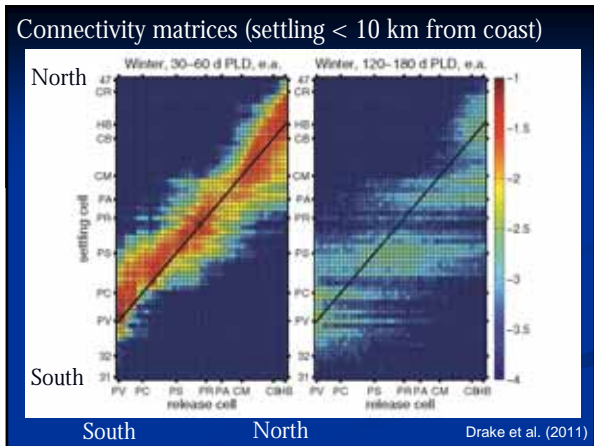 Connectivity matrices (settling < 10 km from coast)
Winter, 30–60 d PLD, e.a.
Winter, 120–180 d PLD, e.a.
North
47
CR
HB
CB
CM
PA
PR
PS
PC
PV
32
31
settling cell
South
PV PC PS PR PA CM CB HB
PV PC PS PR PA CM CB HB
release cell
release cell
-1
-1.5
-2
-2.5
-3
-3.5
-4
South North
Drake et al. (2011)